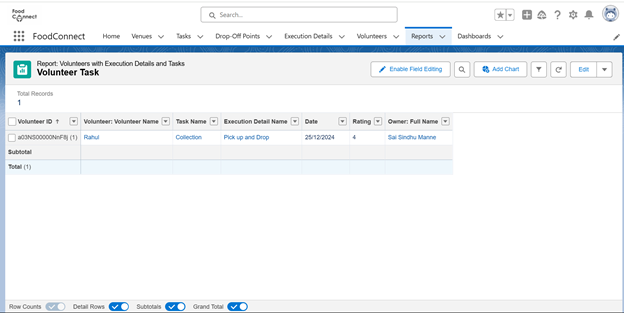 Food
Connect
Search...
FoodConnect
Home Venues Tasks Drop-Off Points Execution Details Volunteers Reports Dashboards
Report: Volunteers with Execution Details and Tasks
Volunteer Task
Enable Field Editing
Add Chart
Edit
Total Records
1
Volunteer ID ↑ Volunteer: Volunteer Name Task Name Execution Detail Name Date Rating Owner: Full Name
a03NS00000NnF8j (1) Rahul Collection Pick up and Drop 25/12/2024 4 Sai Sindhu Manne
Subtotal
Total (1)
Row Counts Detail Rows Subtotals Grand Total